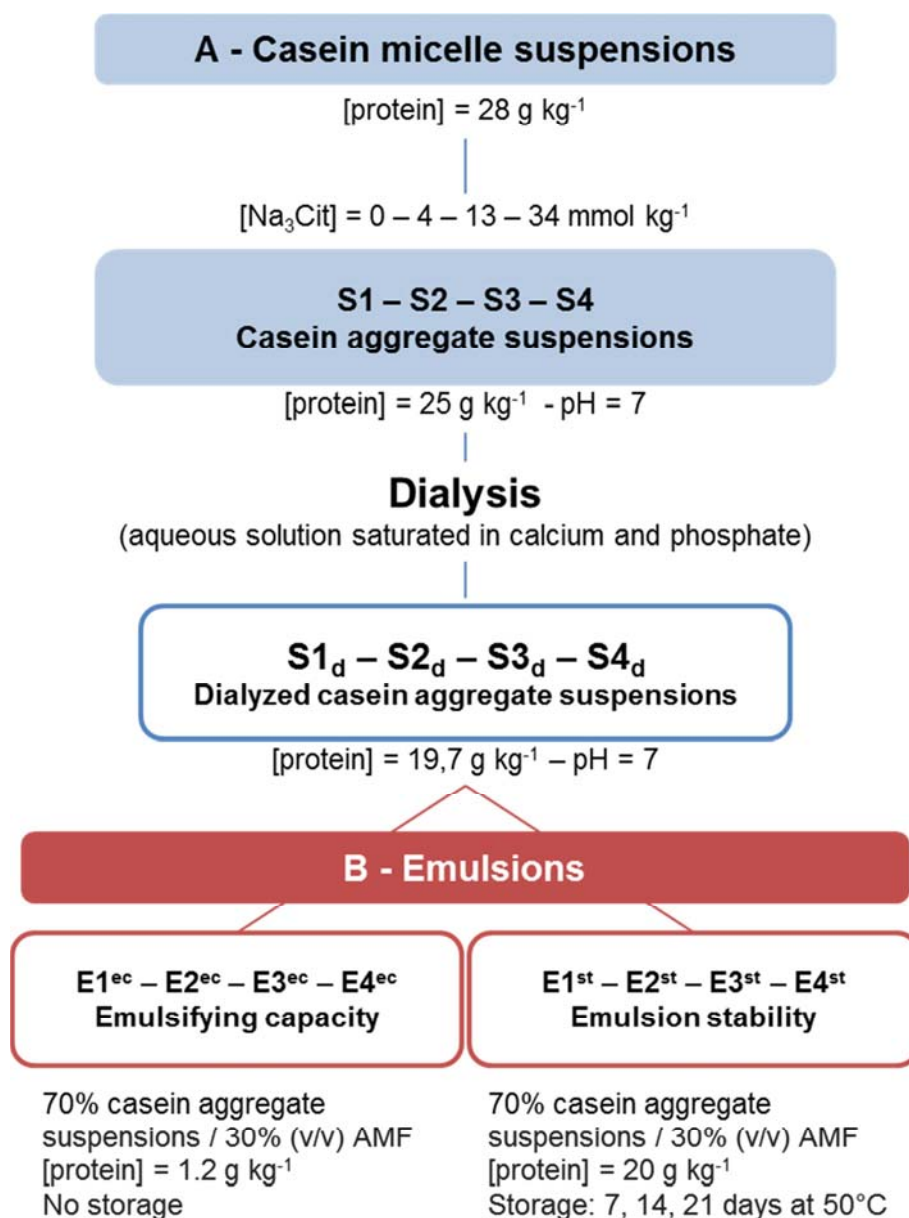 A - Casein micelle suspensions
[protein] = 28 g kg⁻¹
[Na₃Cit] = 0 – 4 – 13 – 34 mmol kg⁻¹
S1 – S2 – S3 – S4
Casein aggregate suspensions
[protein] = 25 g kg⁻¹ - pH = 7
Dialysis
(aqueous solution saturated in calcium and phosphate)
S1d – S2d – S3d – S4d
Dialyzed casein aggregate suspensions
[protein] = 19,7 g kg⁻¹ – pH = 7
B - Emulsions
E1ᵉᶜ – E2ᵉᶜ – E3ᵉᶜ – E4ᵉᶜ
Emulsifying capacity
70% casein aggregate
suspensions / 30% (v/v) AMF
[protein] = 1.2 g kg⁻¹
No storage
E1ˢᵗ – E2ˢᵗ – E3ˢᵗ – E4ˢᵗ
Emulsion stability
70% casein aggregate
suspensions / 30% (v/v) AMF
[protein] = 20 g kg⁻¹
Storage: 7, 14, 21 days at 50°C